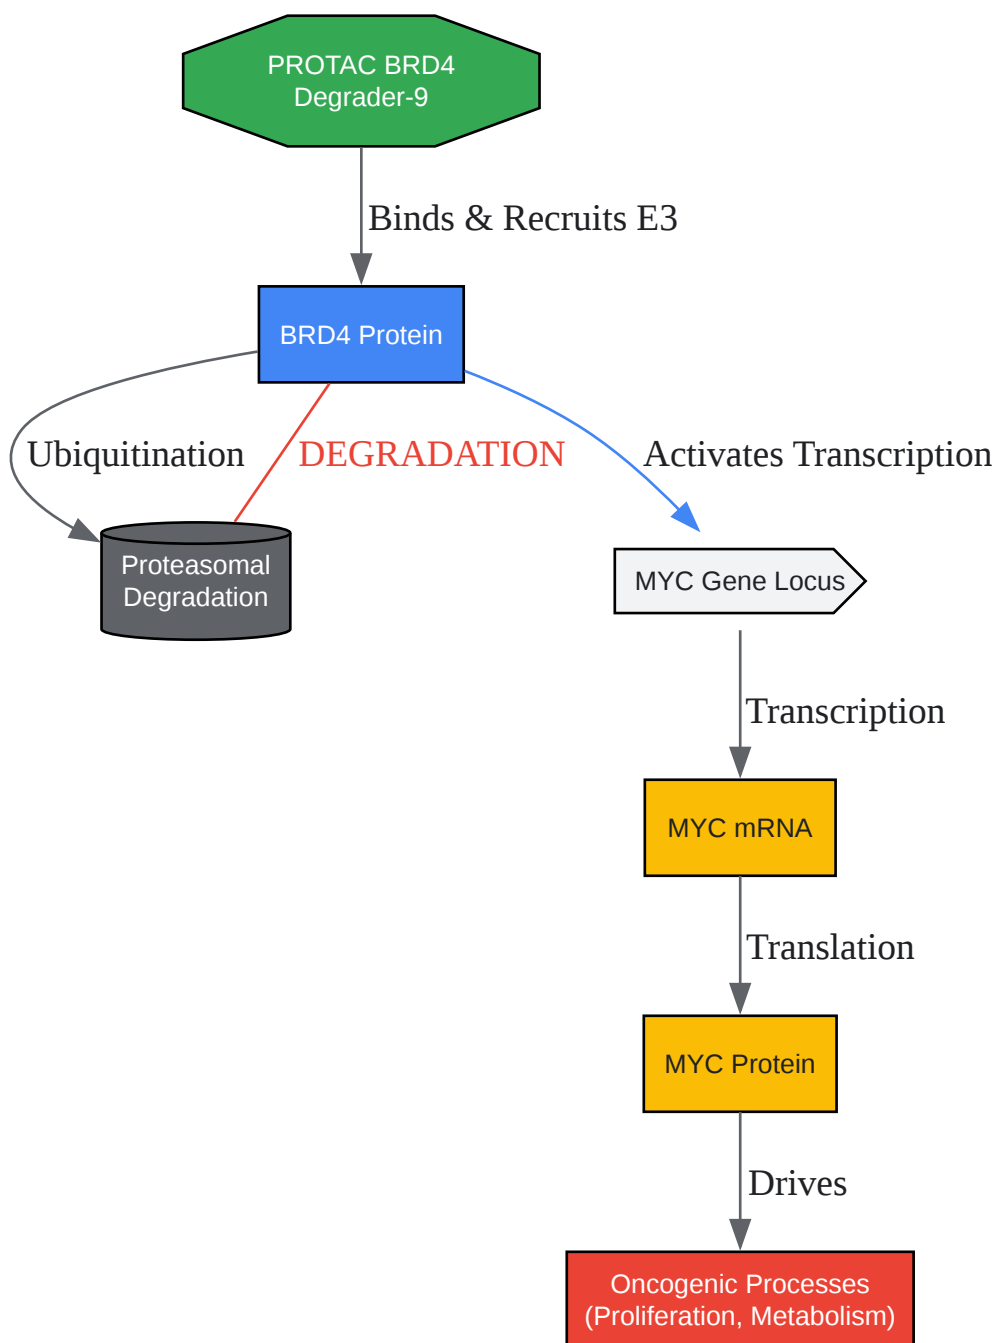 PROTAC BRD4
Degrader-9
Binds & Recruits E3
BRD4 Protein
Ubiquitination
DEGRADATION
Activates Transcription
Proteasomal
Degradation
MYC Gene Locus
Transcription
MYC mRNA
Translation
MYC Protein
Drives
Oncogenic Processes
(Proliferation, Metabolism)